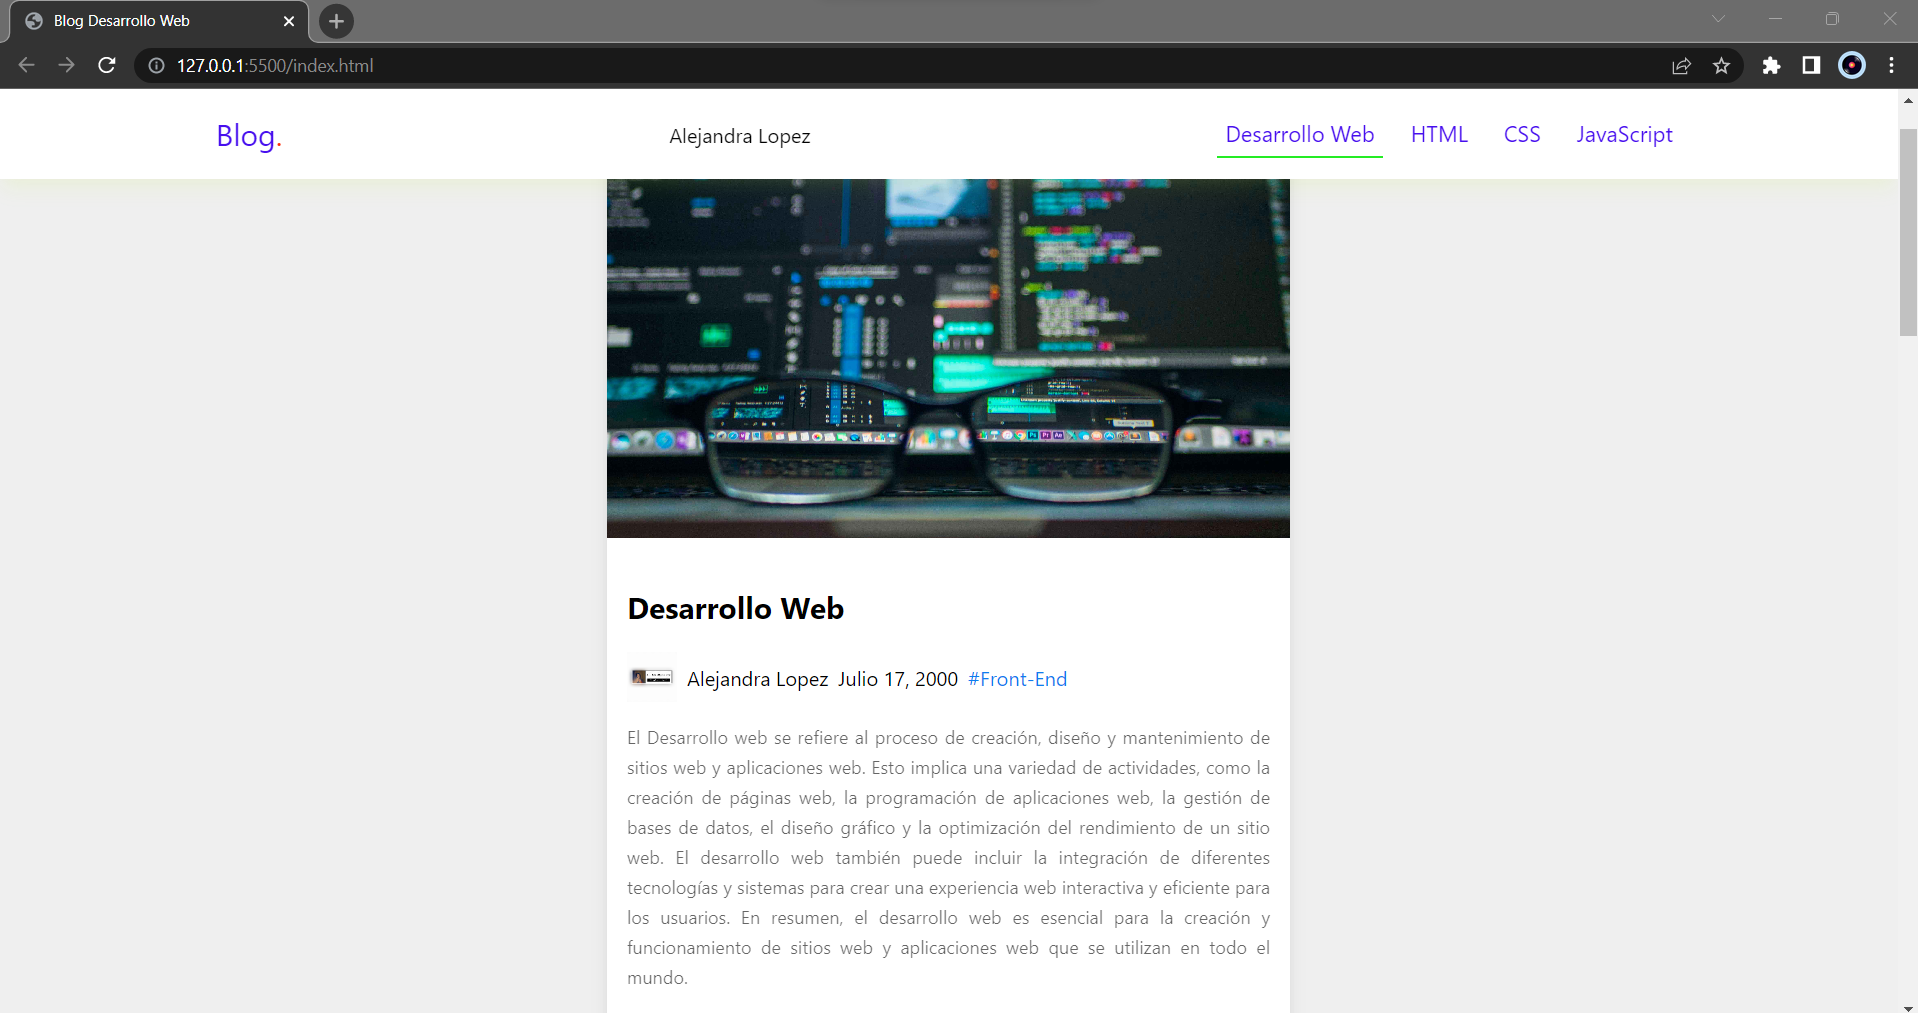 Blog Desarrollo Web
127.0.0.1:5500/index.html
Blog.
Alejandra Lopez
Desarrollo Web HTML CSS JavaScript
Desarrollo Web
Alejandra Lopez Julio 17, 2000 #Front-End
El Desarrollo web se refiere al proceso de creación, diseño y mantenimiento de
sitios web y aplicaciones web. Esto implica una variedad de actividades, como la
creación de páginas web, la programación de aplicaciones web, la gestión de
bases de datos, el diseño gráfico y la optimización del rendimiento de un sitio
web. El desarrollo web también puede incluir la integración de diferentes
tecnologías y sistemas para crear una experiencia web interactiva y eficiente para
los usuarios. En resumen, el desarrollo web es esencial para la creación y
funcionamiento de sitios web y aplicaciones web que se utilizan en todo el
mundo.